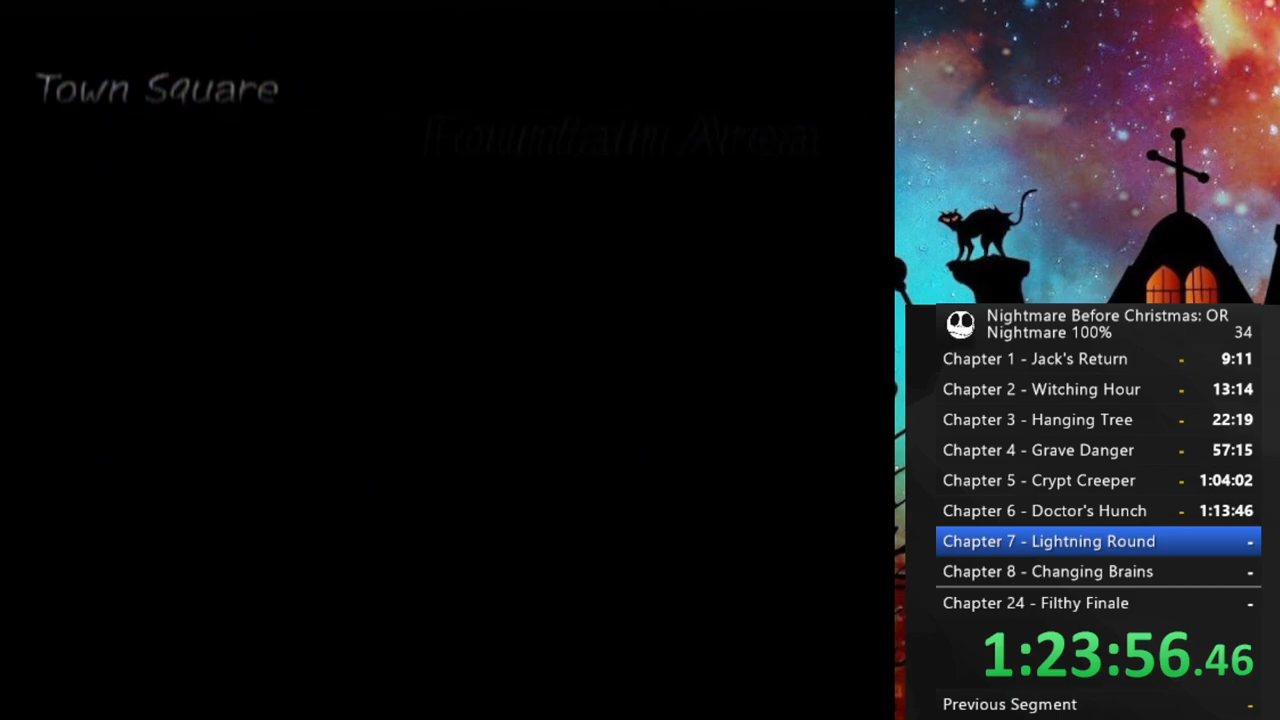 Town Square
Fountain Area
Nightmare Before Christmas: OR
Nightmare 100% 34
Chapter 1 - Jack's Return - 9:11
Chapter 2 - Witching Hour - 13:14
Chapter 3 - Hanging Tree - 22:19
Chapter 4 - Grave Danger - 57:15
Chapter 5 - Crypt Creeper - 1:04:02
Chapter 6 - Doctor's Hunch - 1:13:46
Chapter 7 - Lightning Round -
Chapter 8 - Changing Brains -
Chapter 24 - Filthy Finale -
1:23:56.46
Previous Segment -